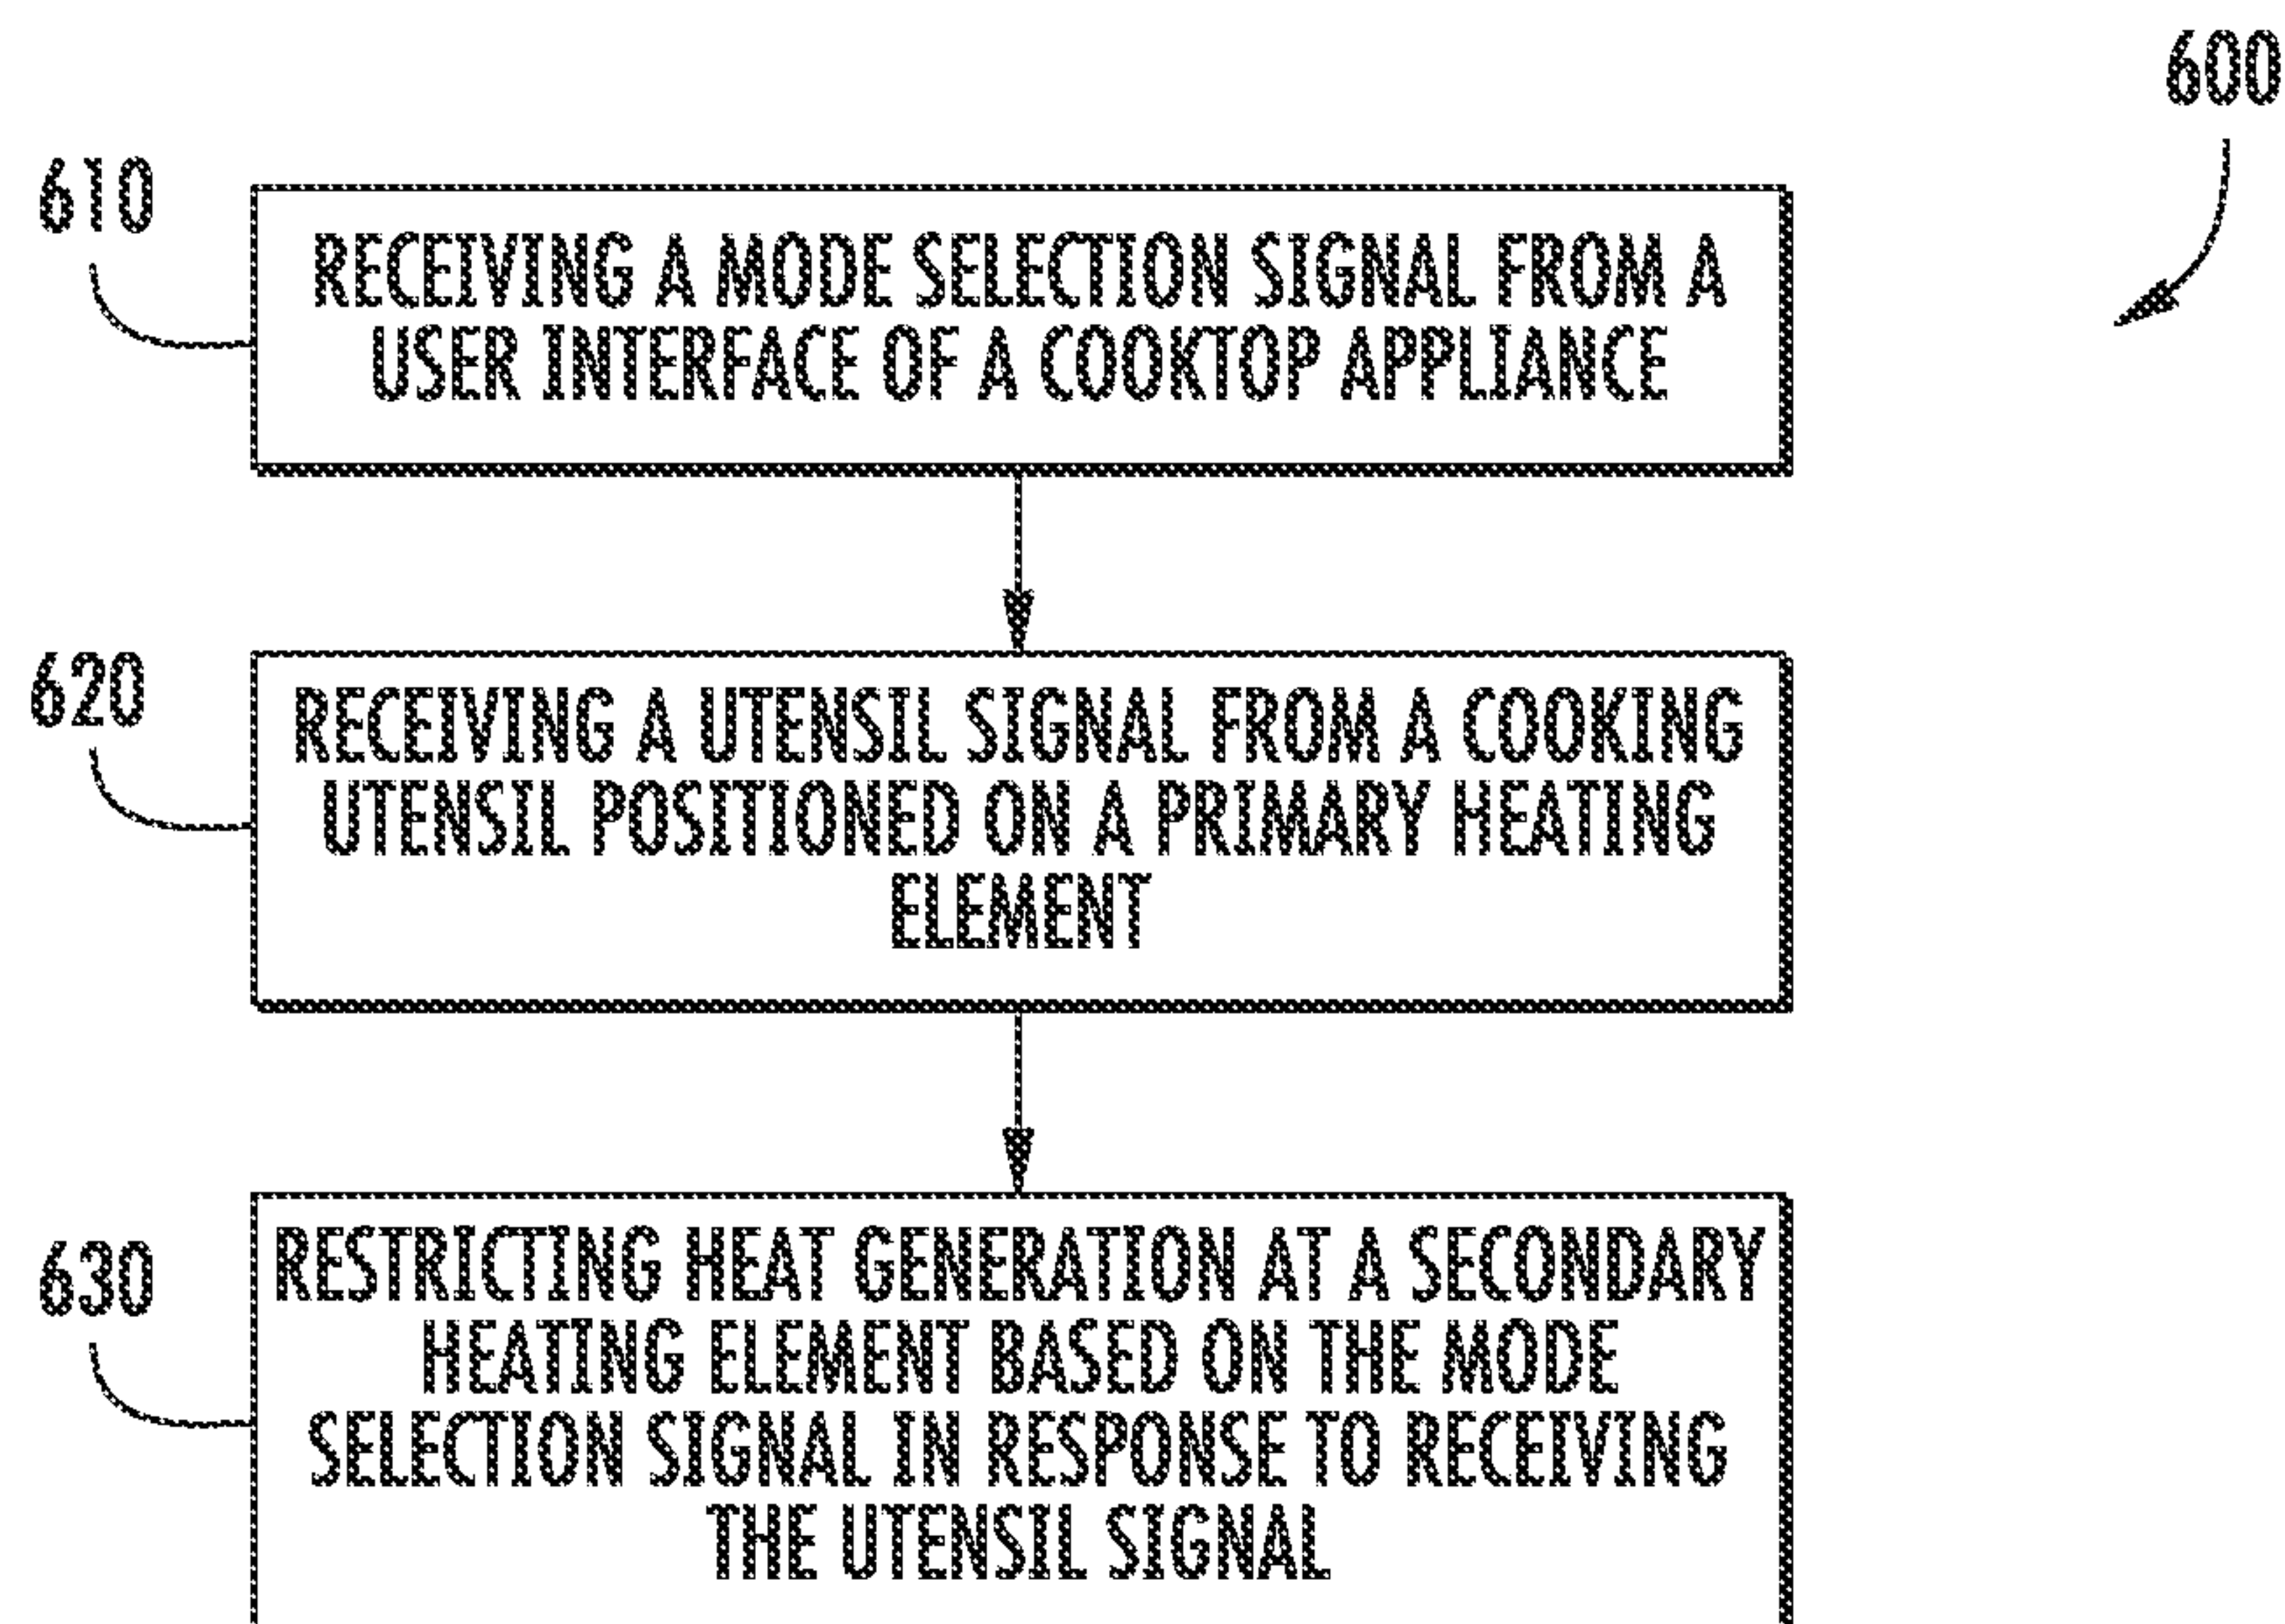 600
610
RECEIVING A MODE SELECTION SIGNAL FROM A
USER INTERFACE OF A COOKTOP APPLIANCE
620
RECEIVING A UTENSIL SIGNAL FROM A COOKING
UTENSIL POSITIONED ON A PRIMARY HEATING
ELEMENT
630
RESTRICTING HEAT GENERATION AT A SECONDARY
HEATING ELEMENT BASED ON THE MODE
SELECTION SIGNAL IN RESPONSE TO RECEIVING
THE UTENSIL SIGNAL